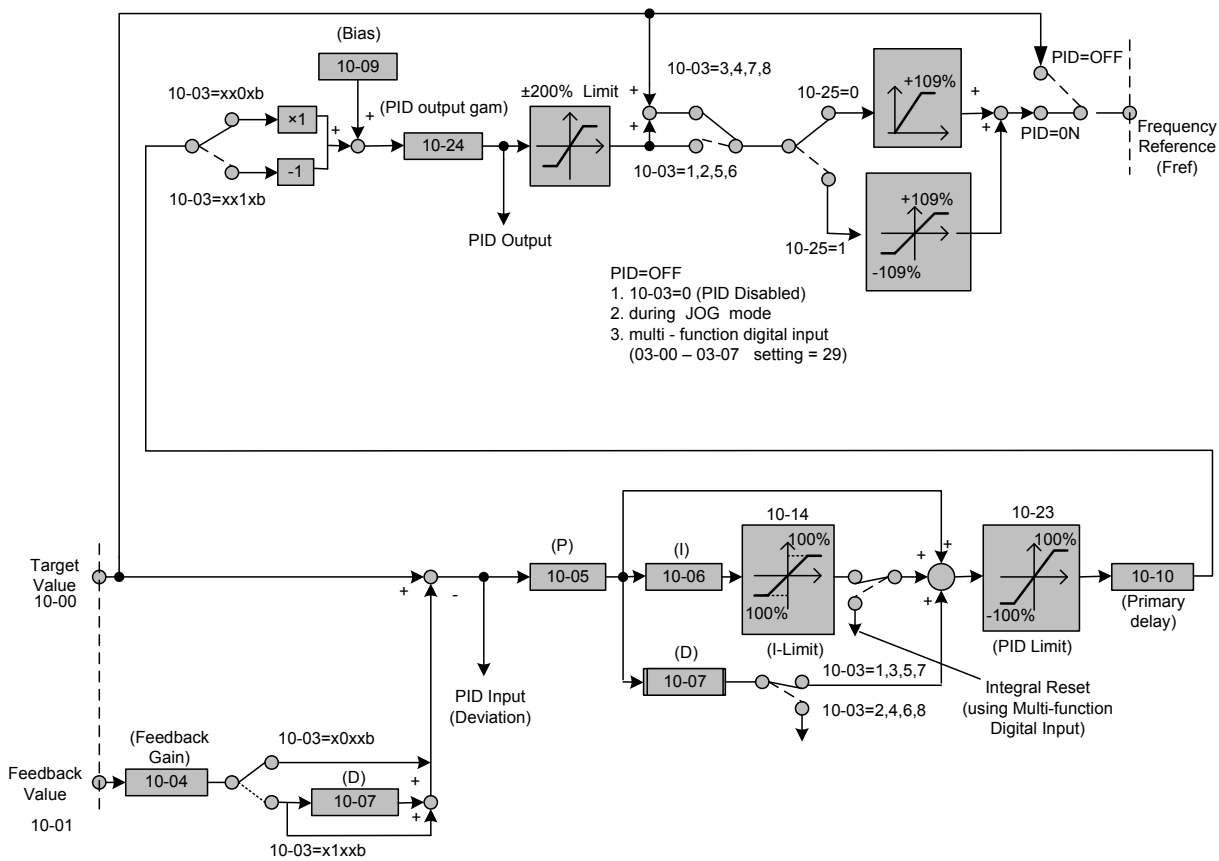 (Bias)
10-09
10-03=xx0xb
×1
-1
10-03=xx1xb
+
+
(PID output gam)
10-24
PID Output
±200%  Limit
10-03=3,4,7,8
+
+
10-03=1,2,5,6
10-25=0
+109%
10-25=1
+109%
-109%
+
+
PID=OFF
PID=0N
Frequency
Reference
(Fref)
PID=OFF
1. 10-03=0 (PID Disabled)
2. during  JOG  mode
3. multi - function digital input
(03-00 – 03-07   setting = 29)
Target
Value
10-00
+
-
PID Input
(Deviation)
(P)
10-05
(I)
10-06
10-14
100%
100%
(I-Limit)
(D)
10-07
10-03=1,3,5,7
10-03=2,4,6,8
+
+
+
Integral Reset
(using Multi-function
Digital Input)
10-23
100%
-100%
(PID Limit)
10-10
(Primary
delay)
Feedback
Value
10-01
(Feedback
Gain)
10-04
10-03=x0xxb
(D)
10-07
+
+
10-03=x1xxb